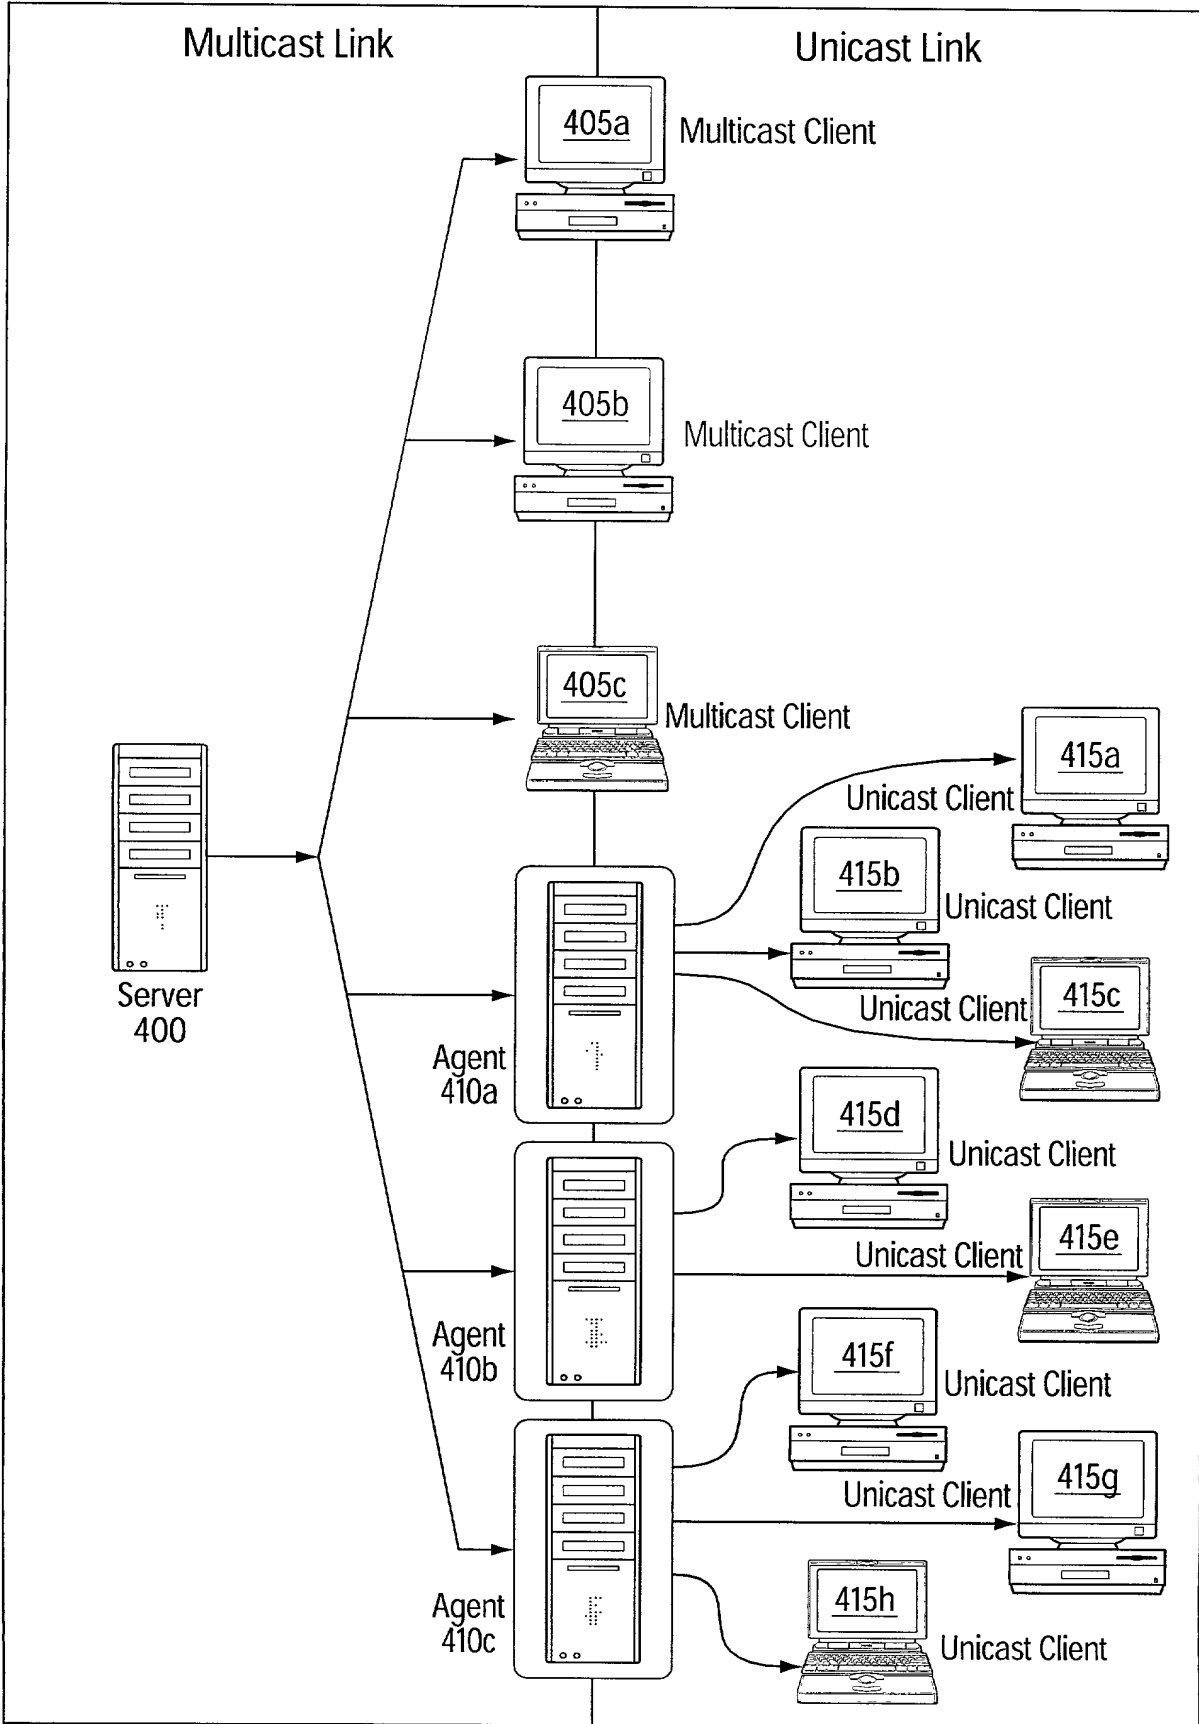 Multicast Link
Unicast Link
405a
Multicast Client
405b
Multicast Client
405c
Multicast Client
415a
Unicast Client
415b
Unicast Client
Server
400
415c
Unicast Client
Agent
410a
415d
Unicast Client
415e
Unicast Client
Agent
410b
415f
Unicast Client
415g
Unicast Client
Agent
410c
415h
Unicast Client